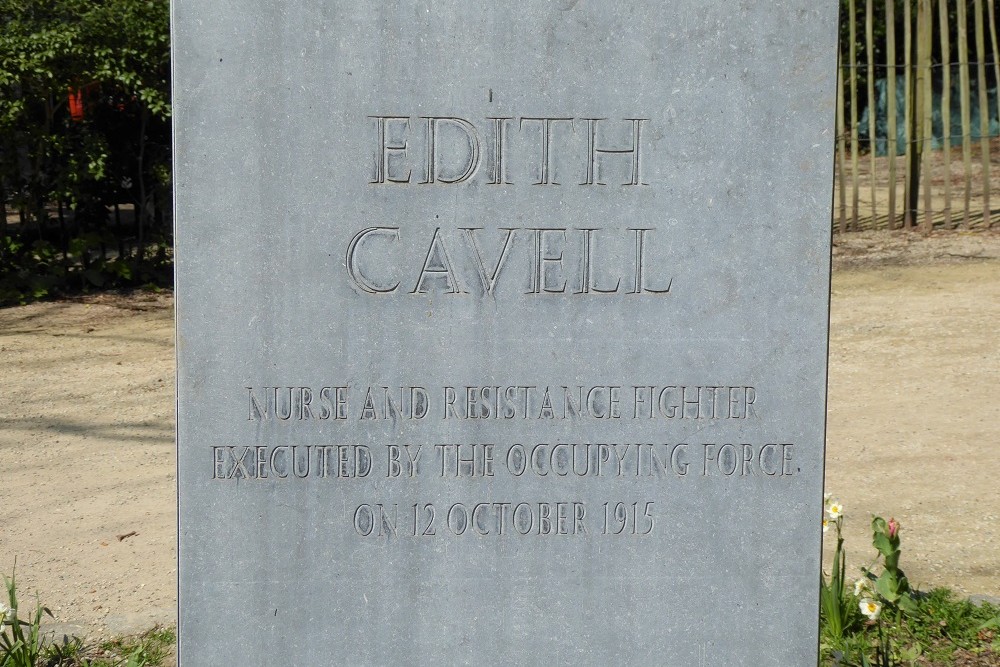 EDITH
CAVELL
NURSE AND RESISTANCE FIGHTER
EXECUTED BY THE OCCUPYING FORCE
ON 12 OCTOBER 1915